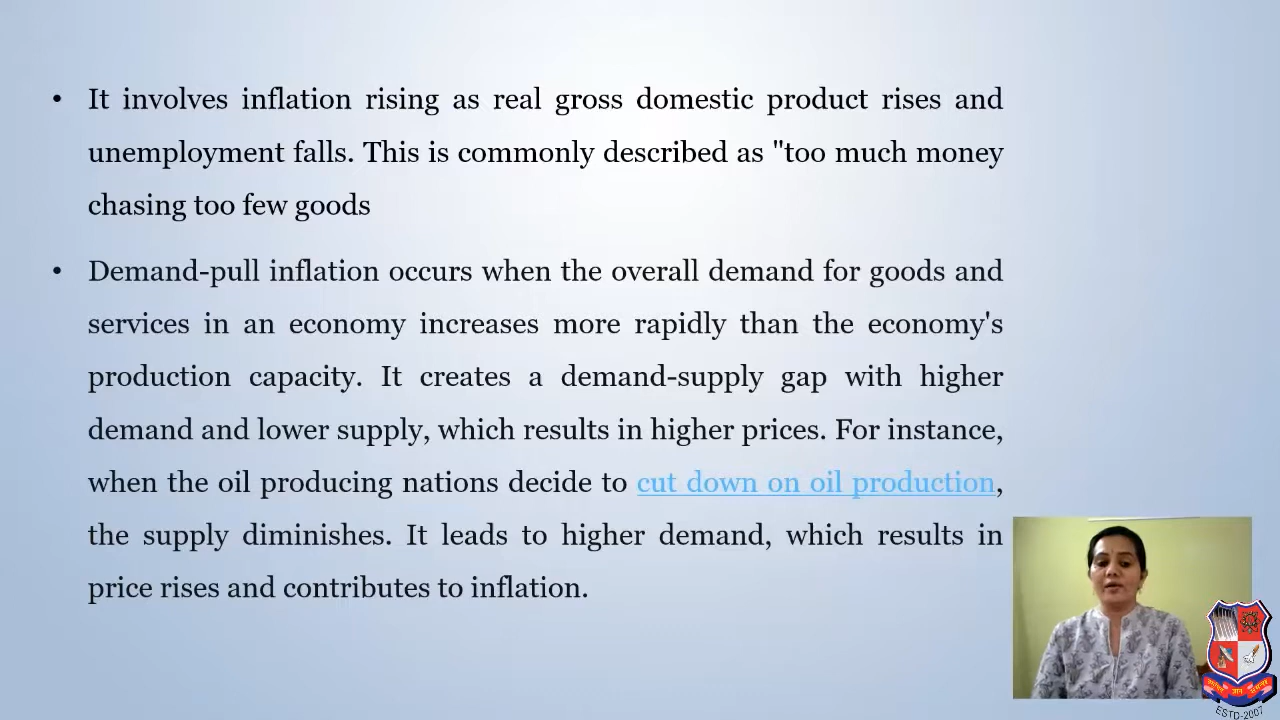 • It involves inflation rising as real gross domestic product rises and
unemployment falls. This is commonly described as "too much money
chasing too few goods
• Demand-pull inflation occurs when the overall demand for goods and
services in an economy increases more rapidly than the economy's
production capacity. It creates a demand-supply gap with higher
demand and lower supply, which results in higher prices. For instance,
when the oil producing nations decide to cut down on oil production,
the supply diminishes. It leads to higher demand, which results in
price rises and contributes to inflation.
ESTD-2007